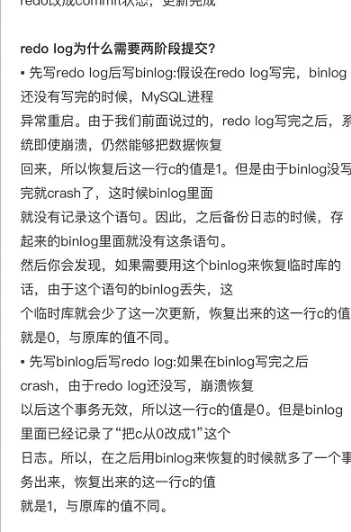 redo改成commit状态，更新完成
redo log为什么需要两阶段提交?
▪ 先写redo log后写binlog:假设在redo log写完，binlog
还没有写完的时候，MySQL进程
异常重启。由于我们前面说过的，redo log写完之后，系
统即使崩溃，仍然能够把数据恢复
回来，所以恢复后这一行c的值是1。但是由于binlog没写
完就crash了，这时候binlog里面
就没有记录这个语句。因此，之后备份日志的时候，存
起来的binlog里面就没有这条语句。
然后你会发现，如果需要用这个binlog来恢复临时库的
话，由于这个语句的binlog丢失，这
个临时库就会少了这一次更新，恢复出来的这一行c的值
就是0，与原库的值不同。
▪ 先写binlog后写redo log:如果在binlog写完之后
crash，由于redo log还没写，崩溃恢复
以后这个事务无效，所以这一行c的值是0。但是binlog
里面已经记录了“把c从0改成1”这个
日志。所以，在之后用binlog来恢复的时候就多了一个事
务出来，恢复出来的这一行c的值
就是1，与原库的值不同。